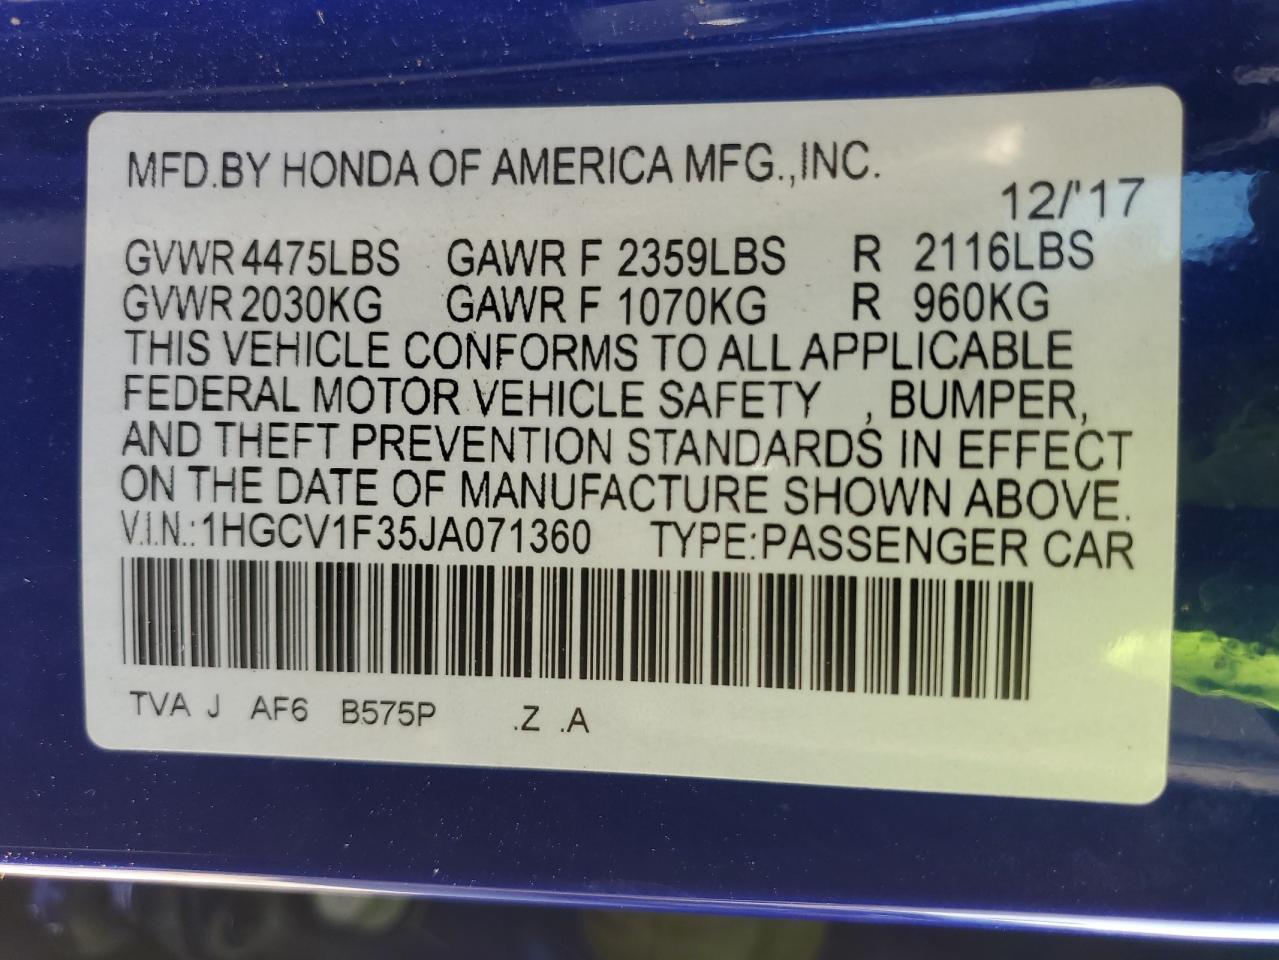 MFD.BY HONDA OF AMERICA MFG.,INC.
12/'17
GVWR 4475LBS GAWR F 2359LBS R 2116LBS
GVWR 2030KG GAWR F 1070KG R 960KG
THIS VEHICLE CONFORMS TO ALL APPLICABLE
FEDERAL MOTOR VEHICLE SAFETY , BUMPER,
AND THEFT PREVENTION STANDARDS IN EFFECT
ON THE DATE OF MANUFACTURE SHOWN ABOVE.
V.I.N.:1HGCV1F35JA071360 TYPE:PASSENGER CAR
TVA J AF6 B575P .Z .A